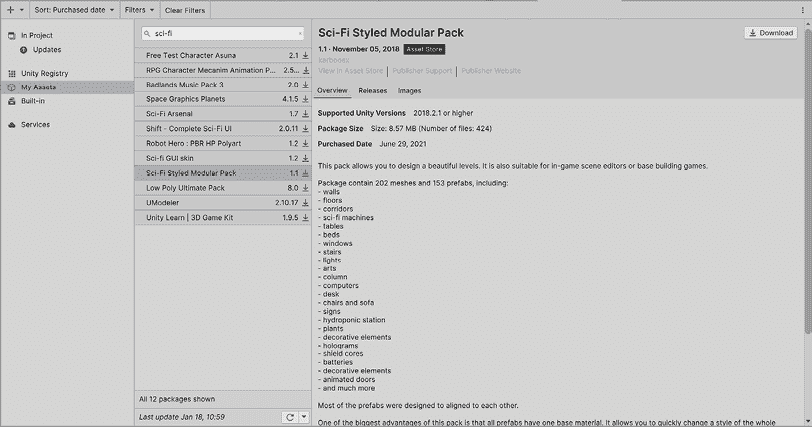 Sort: Purchased date
Filters
Clear Filters
In Project
Updates
Unity Registry
My Assets
Built-in
Services
sci-fi
Free Test Character Asuna 2.1
RPG Character Mecanim Animation P... 2.5...
Badlands Music Pack 3 2.0
Space Graphics Planets 4.1.5
Sci-Fi Arsenal 1.7
Shift - Complete Sci-Fi UI 2.0.11
Robot Hero : PBR HP Polyart 1.2
Sci-fi GUI skin 1.2
Sci-Fi Styled Modular Pack 1.1
Low Poly Ultimate Pack 8.0
UModeler 2.10.17
Unity Learn | 3D Game Kit 1.9.5
All 12 packages shown
Last update Jan 18, 10:59
Sci-Fi Styled Modular Pack
Download
1.1 · November 05, 2018 Asset Store
karboosx
View in Asset Store | Publisher Support | Publisher Website
Overview Releases Images
Supported Unity Versions 2018.2.1 or higher
Package Size Size: 8.57 MB (Number of files: 424)
Purchased Date June 29, 2021
This pack allows you to design a beautiful levels. It is also suitable for in-game scene editors or base building games.
Package contain 202 meshes and 153 prefabs, including:
- walls
- floors
- corridors
- sci-fi machines
- tables
- beds
- windows
- stairs
- lights
- arts
- column
- computers
- desk
- chairs and sofa
- signs
- hydroponic station
- plants
- decorative elements
- holograms
- shield cores
- batteries
- decorative elements
- animated doors
- and much more
Most of the prefabs were designed to aligned to each other.
One of the biggest advantages of this pack is that all prefabs have one base material. It allows you to quickly change a style of the whole